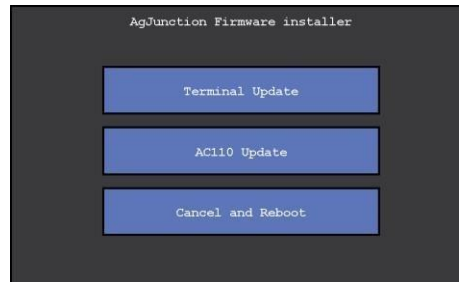 AgJunction Firmware installer
Terminal Update
AC110 Update
Cancel and Reboot